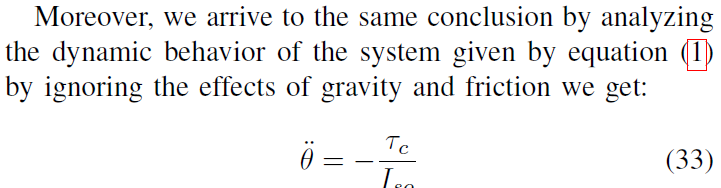 Moreover, we arrive to the same conclusion by analyzing
the dynamic behavior of the system given by equation (1)
by ignoring the effects of gravity and friction we get:
θ̈ = − τc / Iso (33)